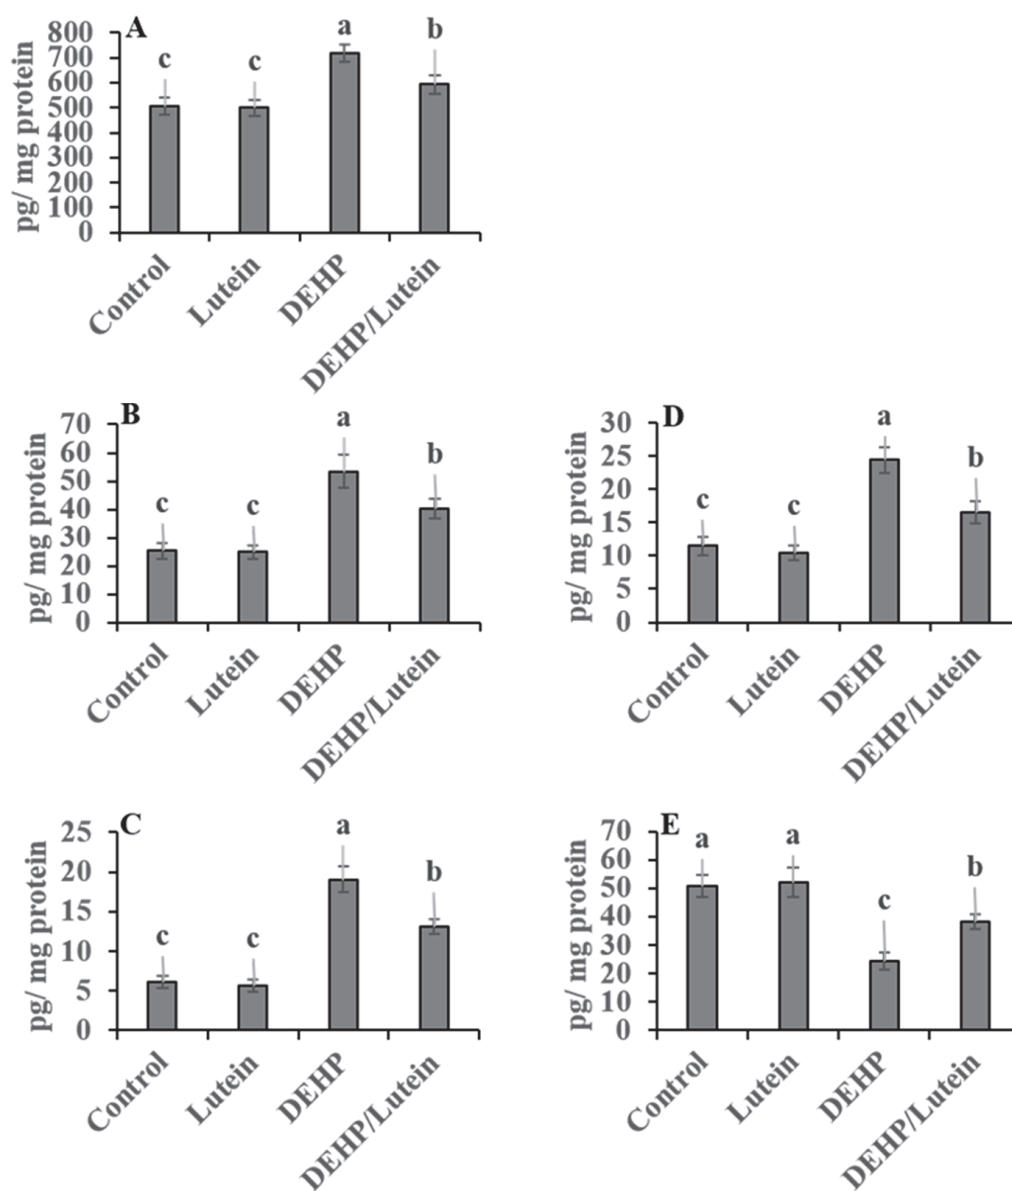 A
a
b
c
c
800
700
600
500
400
300
200
100
0
pg/ mg protein
Control
Lutein
DEHP
DEHP/Lutein
B
a
b
c
c
70
60
50
40
30
20
10
0
pg/ mg protein
Control
Lutein
DEHP
DEHP/Lutein
D
a
b
c
c
30
25
20
15
10
5
0
pg/ mg protein
Control
Lutein
DEHP
DEHP/Lutein
C
a
b
c
c
25
20
15
10
5
0
pg/ mg protein
Control
Lutein
DEHP
DEHP/Lutein
E
a
a
c
b
70
60
50
40
30
20
10
0
pg/ mg protein
Control
Lutein
DEHP
DEHP/Lutein